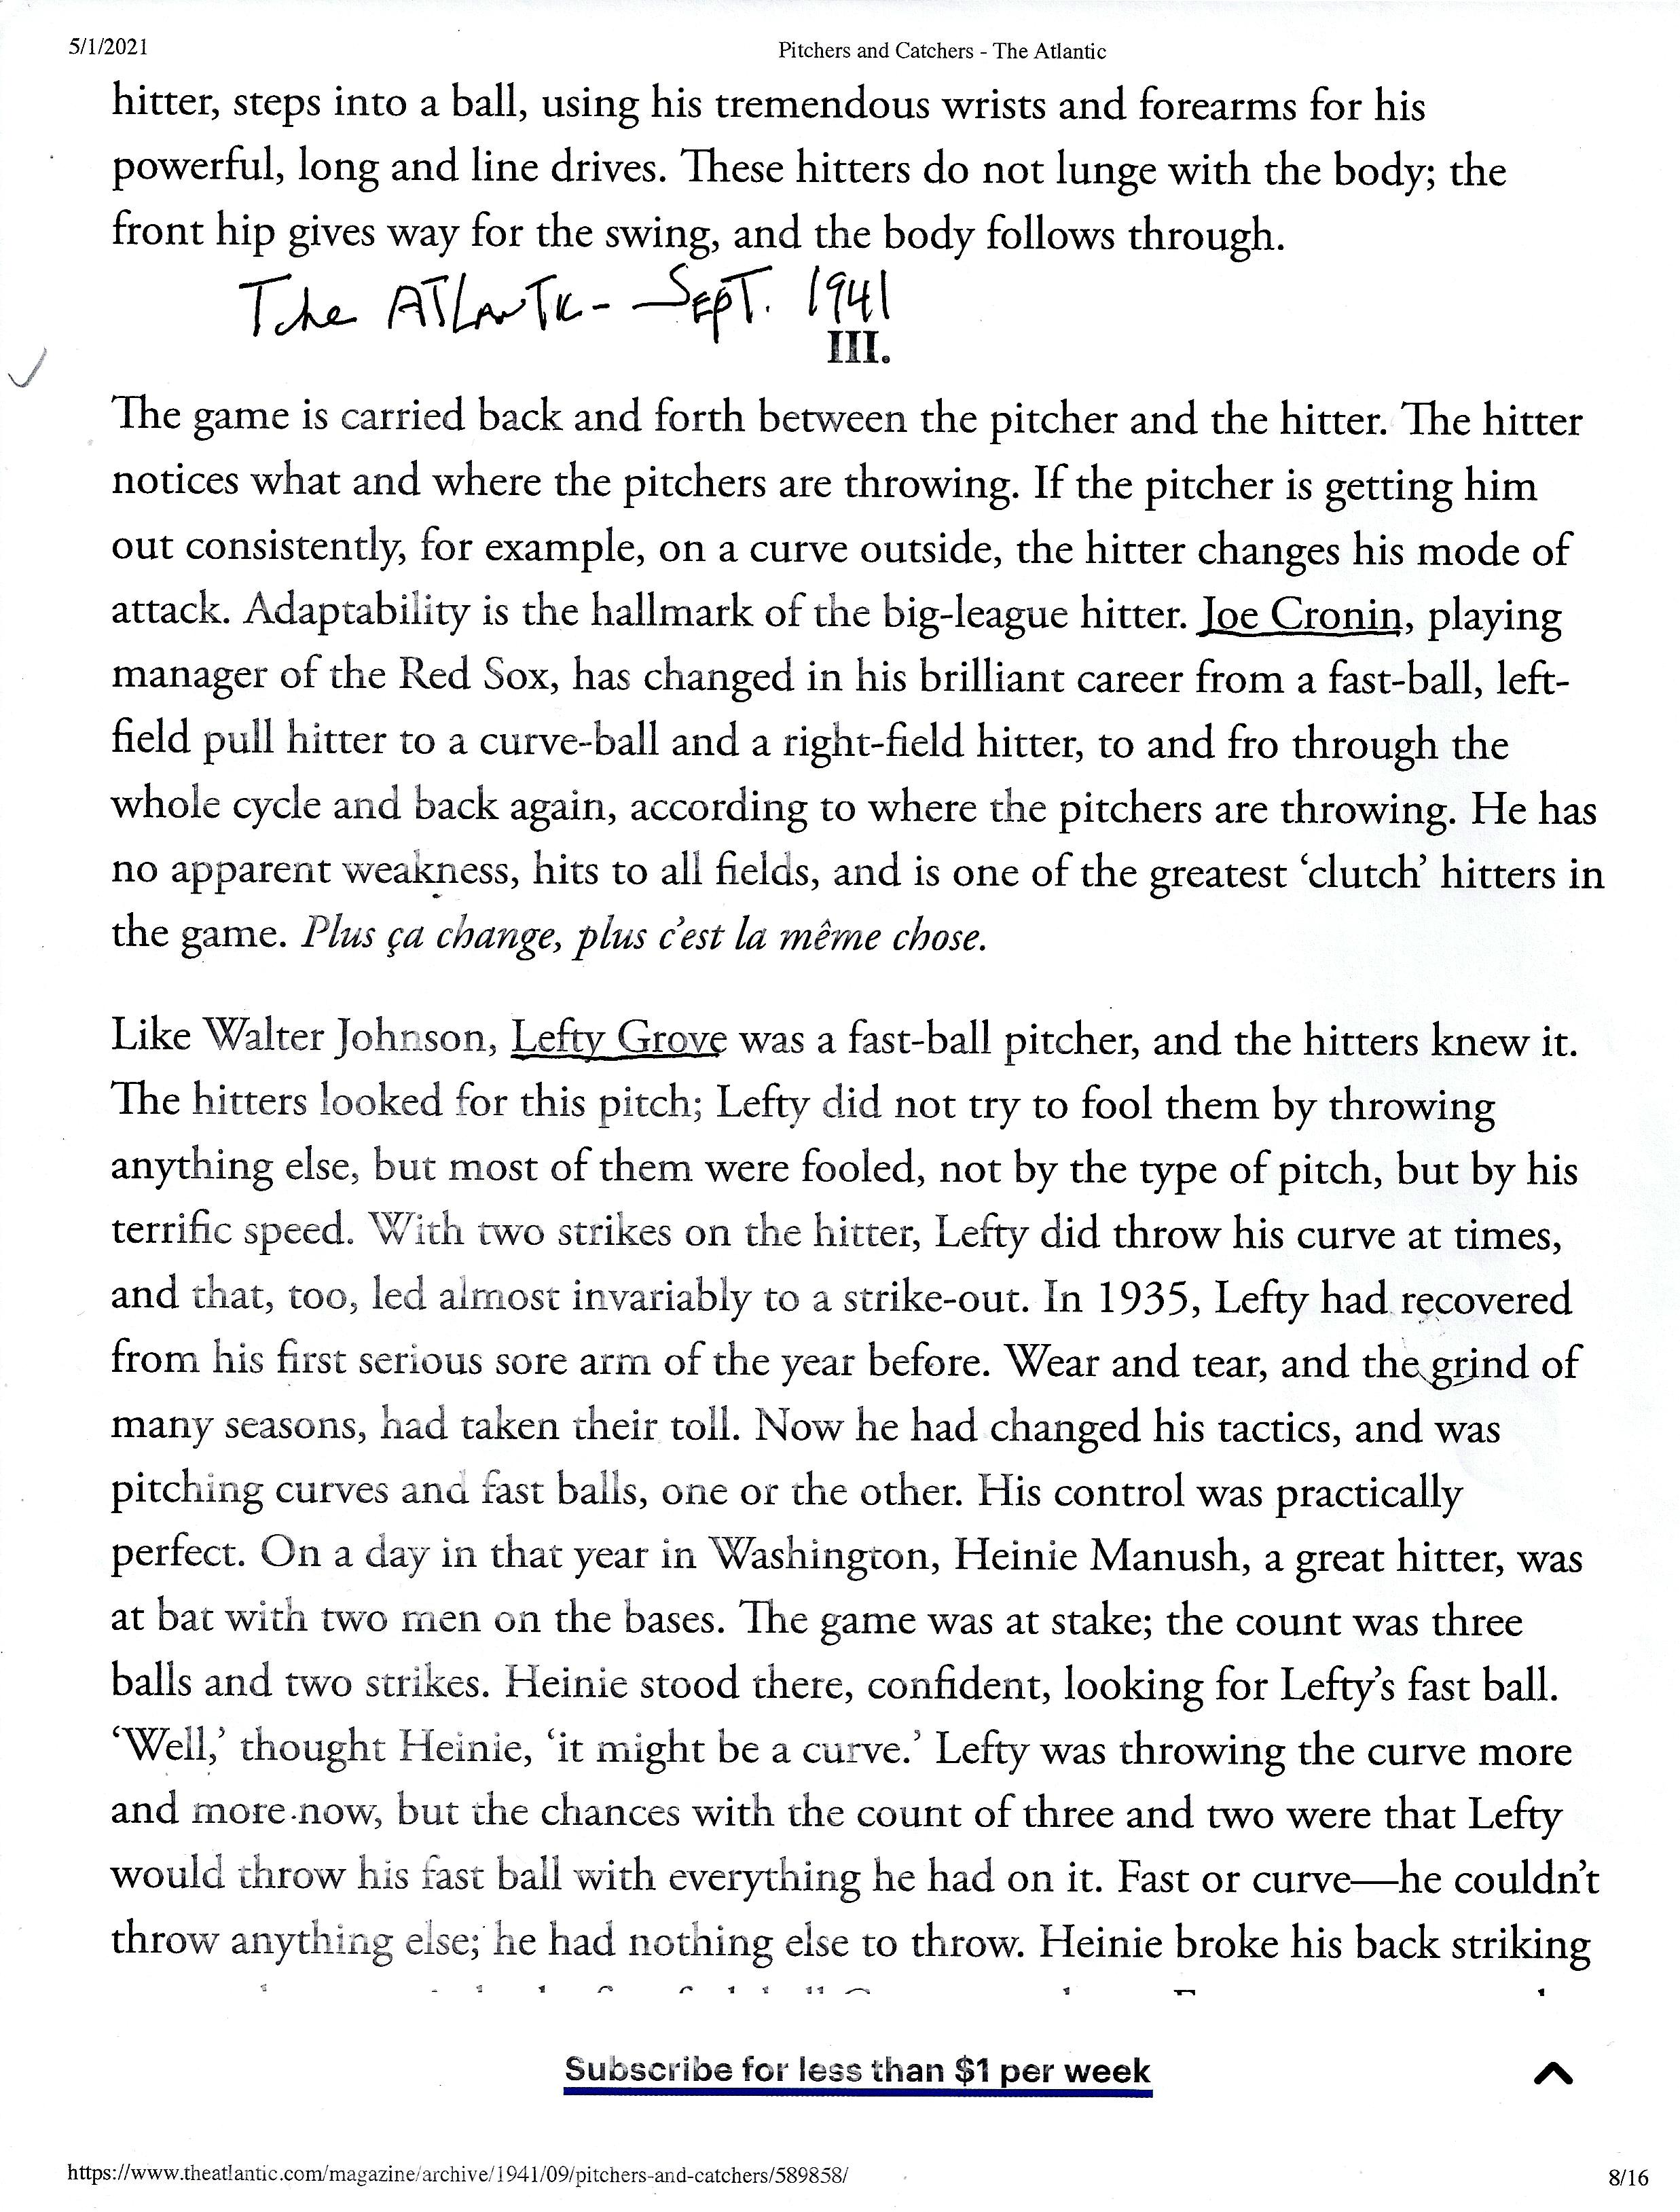 5/1/2021
Pitchers and Catchers - The Atlantic
hitter, steps into a ball, using his tremendous wrists and forearms for his
powerful, long and line drives. These hitters do not lunge with the body; the
front hip gives way for the swing, and the body follows through.
The Atlantic - Sept. 1941
III.
The game is carried back and forth between the pitcher and the hitter. The hitter
notices what and where the pitchers are throwing. If the pitcher is getting him
out consistently, for example, on a curve outside, the hitter changes his mode of
attack. Adaptability is the hallmark of the big-league hitter. Joe Cronin, playing
manager of the Red Sox, has changed in his brilliant career from a fast-ball, left-
field pull hitter to a curve-ball and a right-field hitter, to and fro through the
whole cycle and back again, according to where the pitchers are throwing. He has
no apparent weakness, hits to all fields, and is one of the greatest ‘clutch’ hitters in
the game. Plus ça change, plus c’est la même chose.
Like Walter Johnson, Lefty Grove was a fast-ball pitcher, and the hitters knew it.
The hitters looked for this pitch; Lefty did not try to fool them by throwing
anything else, but most of them were fooled, not by the type of pitch, but by his
terrific speed. With two strikes on the hitter, Lefty did throw his curve at times,
and that, too, led almost invariably to a strike-out. In 1935, Lefty had recovered
from his first serious sore arm of the year before. Wear and tear, and the grind of
many seasons, had taken their toll. Now he had changed his tactics, and was
pitching curves and fast balls, one or the other. His control was practically
perfect. On a day in that year in Washington, Heinie Manush, a great hitter, was
at bat with two men on the bases. The game was at stake; the count was three
balls and two strikes. Heinie stood there, confident, looking for Lefty’s fast ball.
‘Well,’ thought Heinie, ‘it might be a curve.’ Lefty was throwing the curve more
and more now, but the chances with the count of three and two were that Lefty
would throw his fast ball with everything he had on it. Fast or curve—he couldn’t
throw anything else; he had nothing else to throw. Heinie broke his back striking
Subscribe for less than $1 per week
https://www.theatlantic.com/magazine/archive/1941/09/pitchers-and-catchers/589858/
8/16